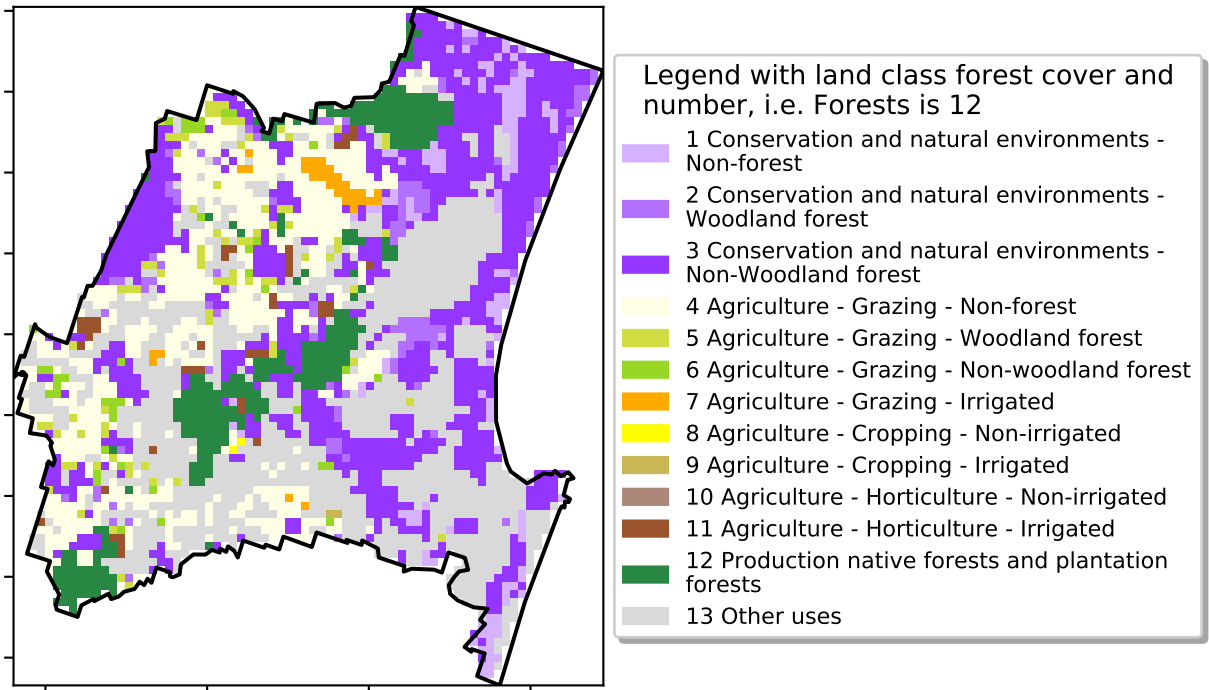 Legend with land class forest cover and
number, i.e. Forests is 12
1 Conservation and natural environments -
Non-forest
2 Conservation and natural environments -
Woodland forest
3 Conservation and natural environments -
Non-Woodland forest
4 Agriculture - Grazing - Non-forest
5 Agriculture - Grazing - Woodland forest
6 Agriculture - Grazing - Non-woodland forest
7 Agriculture - Grazing - Irrigated
8 Agriculture - Cropping - Non-irrigated
9 Agriculture - Cropping - Irrigated
10 Agriculture - Horticulture - Non-irrigated
11 Agriculture - Horticulture - Irrigated
12 Production native forests and plantation
forests
13 Other uses